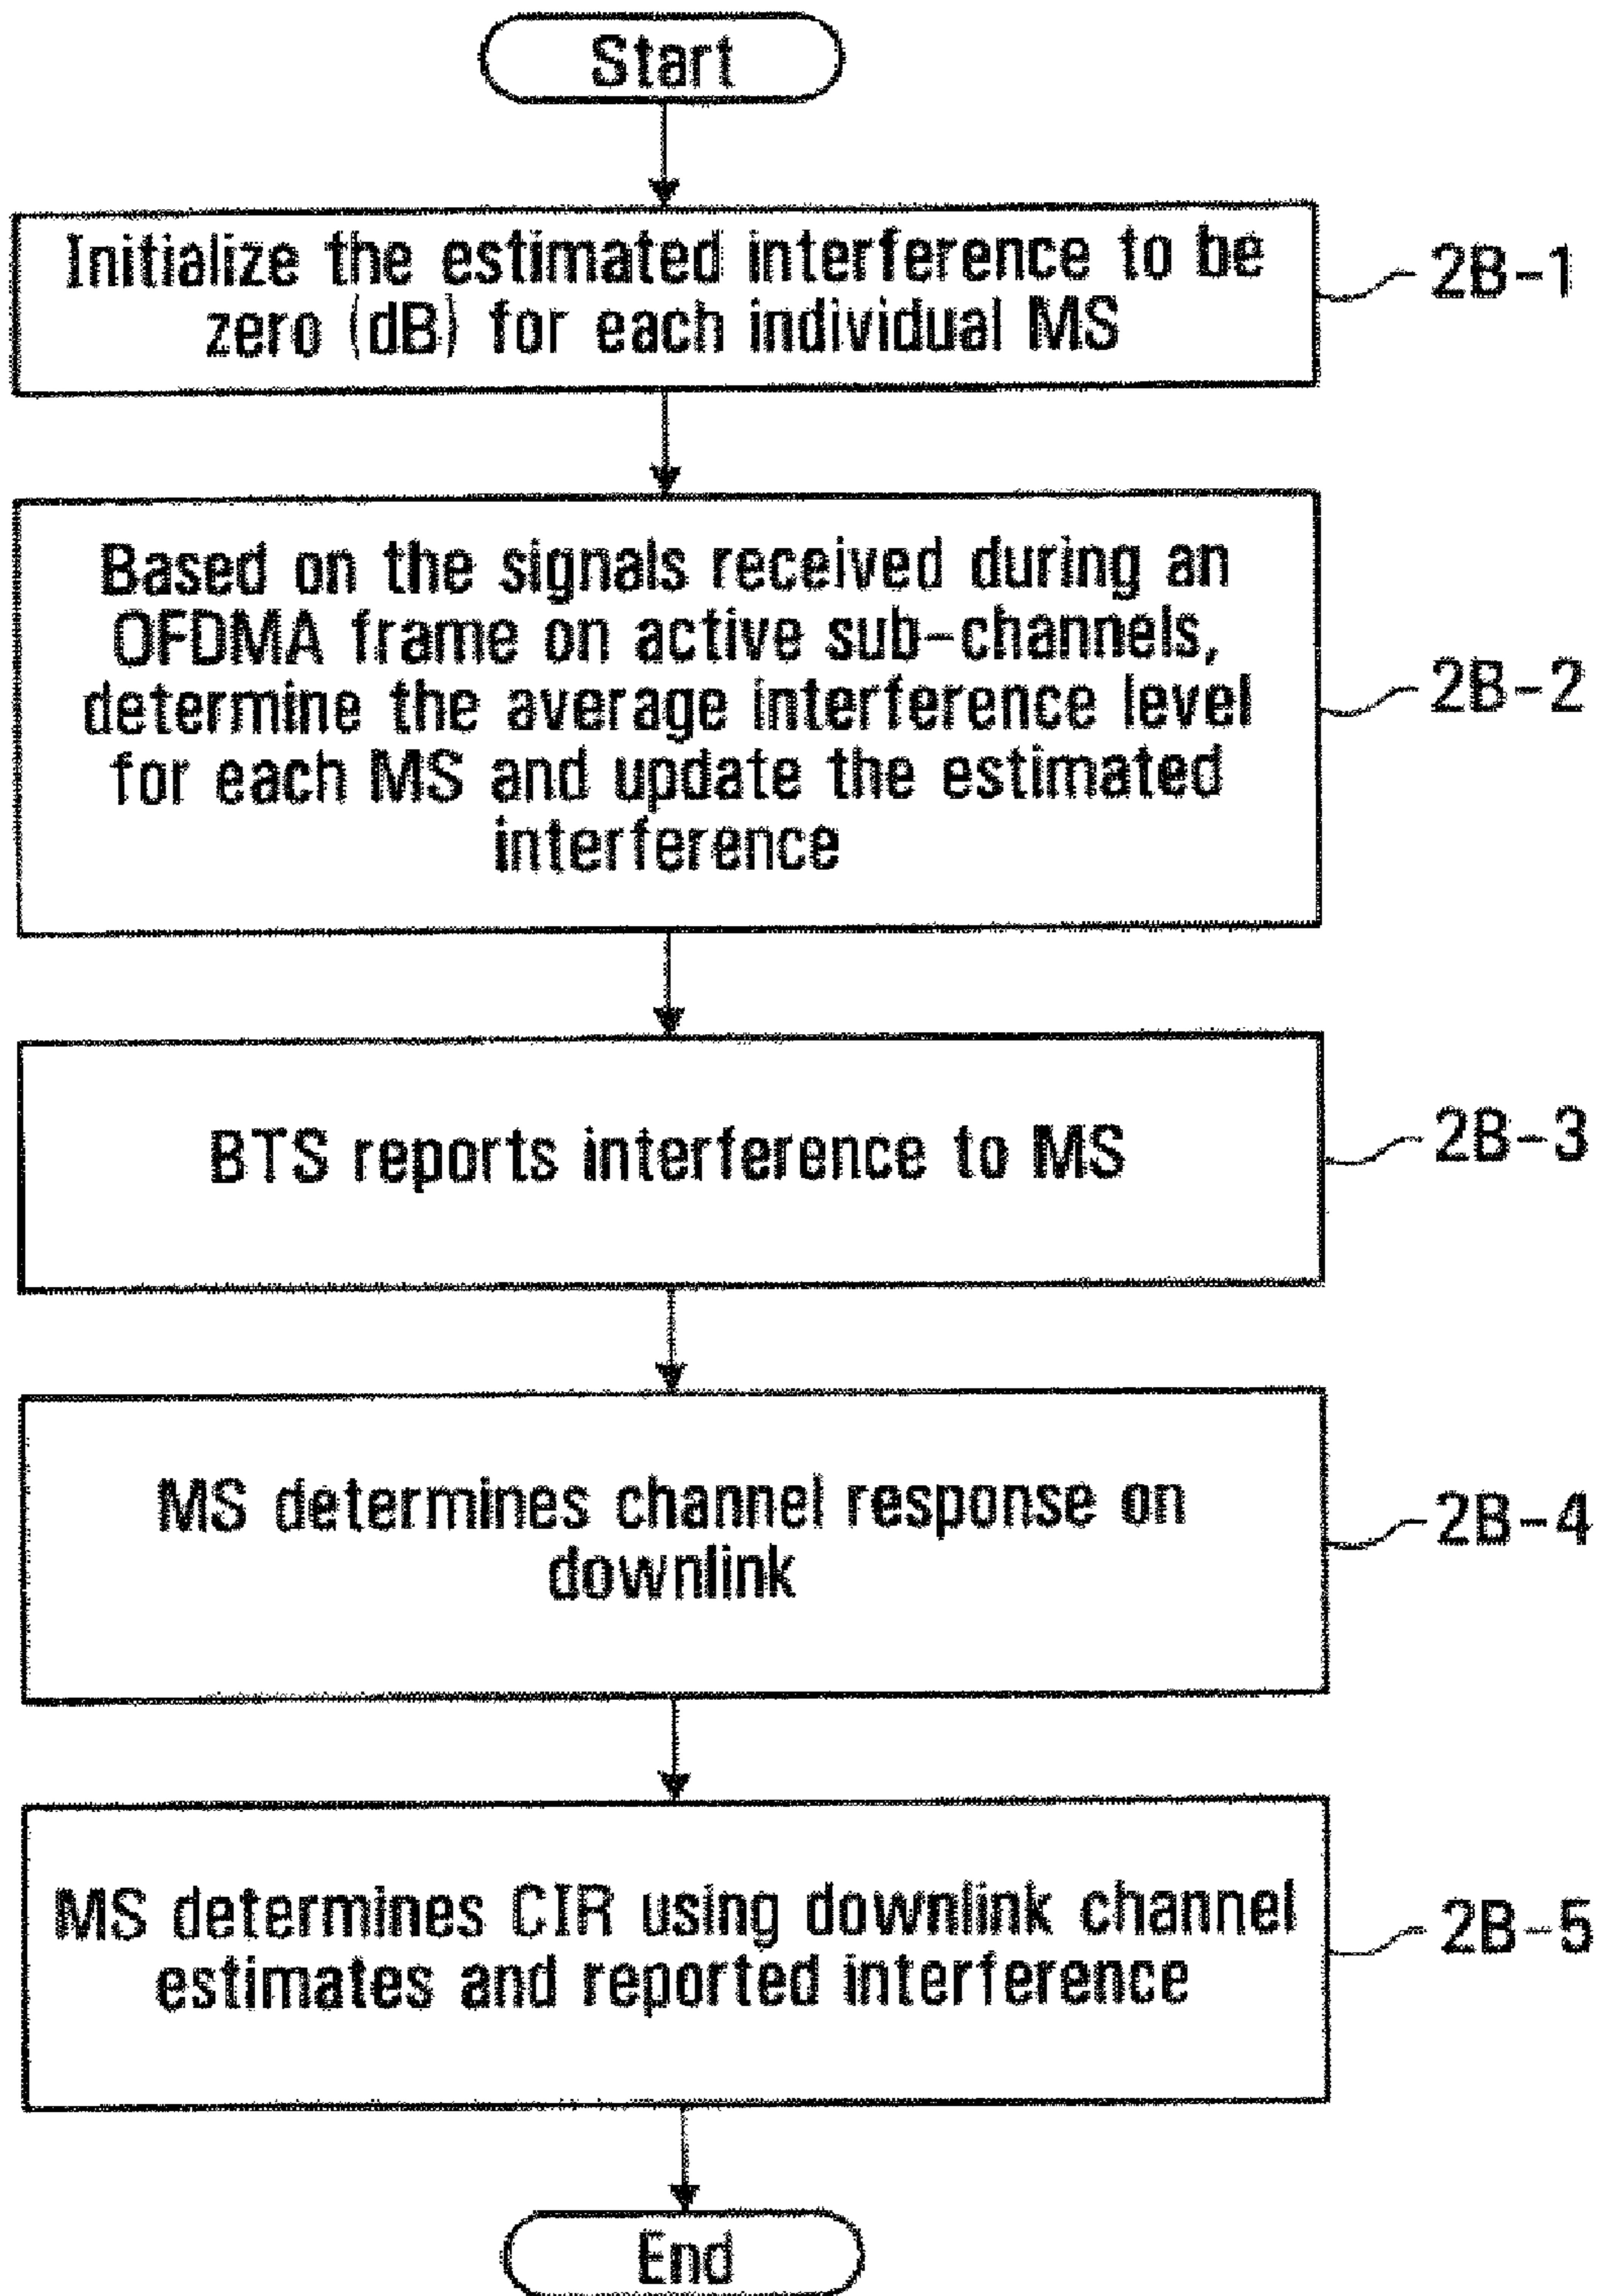 Start
Initialize the estimated interference to be
zero (dB) for each individual MS
2B-1
Based on the signals received during an
OFDMA frame on active sub-channels,
determine the average interference level
for each MS and update the estimated
interference
2B-2
BTS reports interference to MS
2B-3
MS determines channel response on
downlink
2B-4
MS determines CIR using downlink channel
estimates and reported interference
2B-5
End